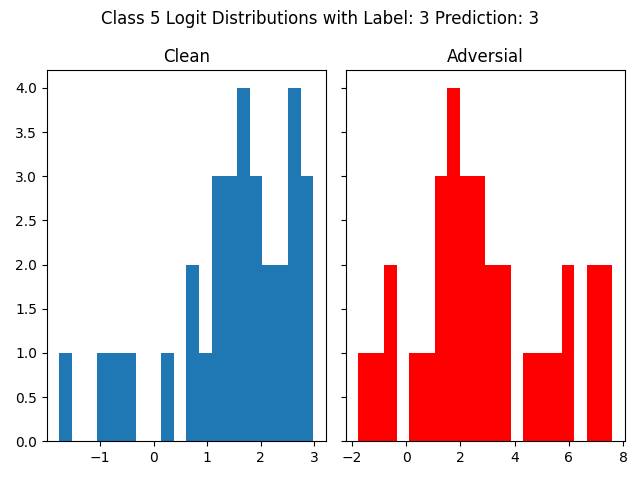 Class 5 Logit Distributions with Label: 3 Prediction: 3
Clean
Adversial
4.0
3.5
3.0
2.5
2.0
1.5
1.0
0.5
0.0
−1 0 1 2 3
−2 0 2 4 6 8